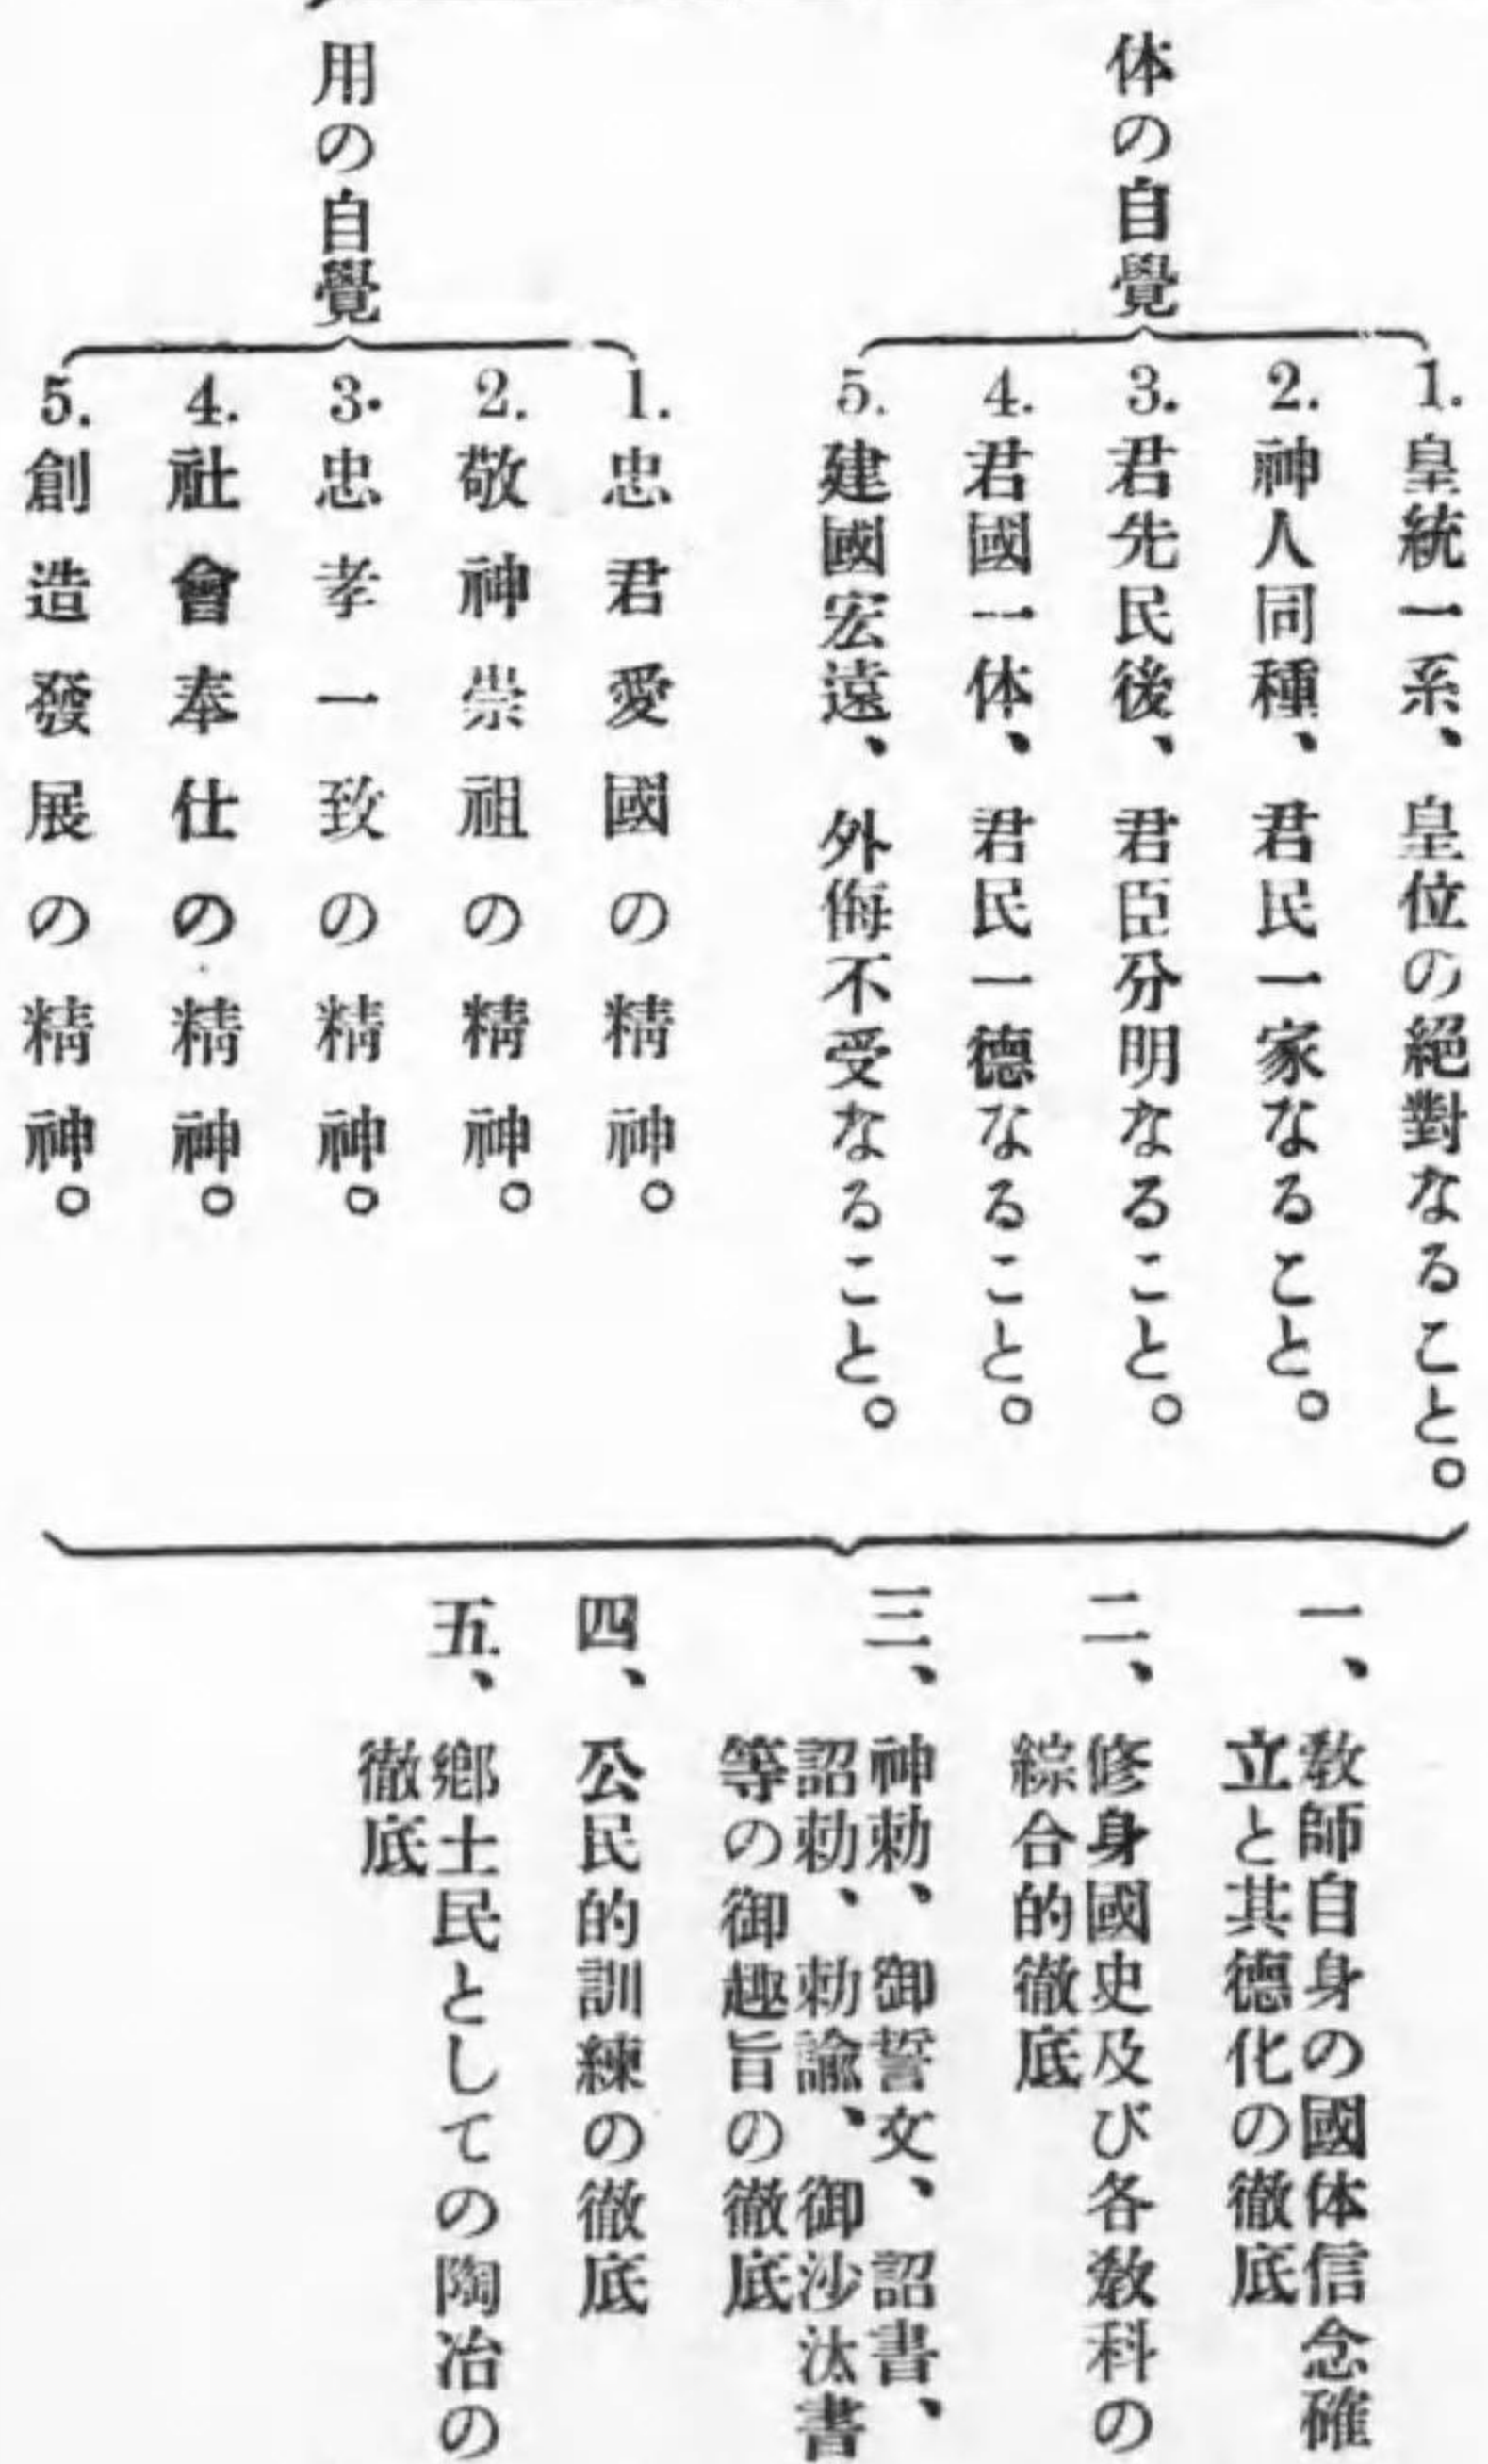 体の自覺
1. 皇統一系、皇位の絕對なること。
2. 神人同種、君民一家なること。
3. 君先民後、君臣分明なること。
4. 君國一体、君民一德なること。
5. 建國宏遠、外侮不受なること。
用の自覺
1. 忠君愛國の精神。
2. 敬神崇祖の精神。
3. 忠孝一致の精神。
4. 社會奉仕の精神。
5. 創造發展の精神。
一、敎師自身の國体信念確
立と其德化の徹底
二、修身國史及び各敎科の
綜合的徹底
三、神勅、御誓文、詔書、
詔勅、勅諭、御沙汰書
等の御趣旨の徹底
四、公民的訓練の徹底
五、鄕土民としての陶冶の
徹底